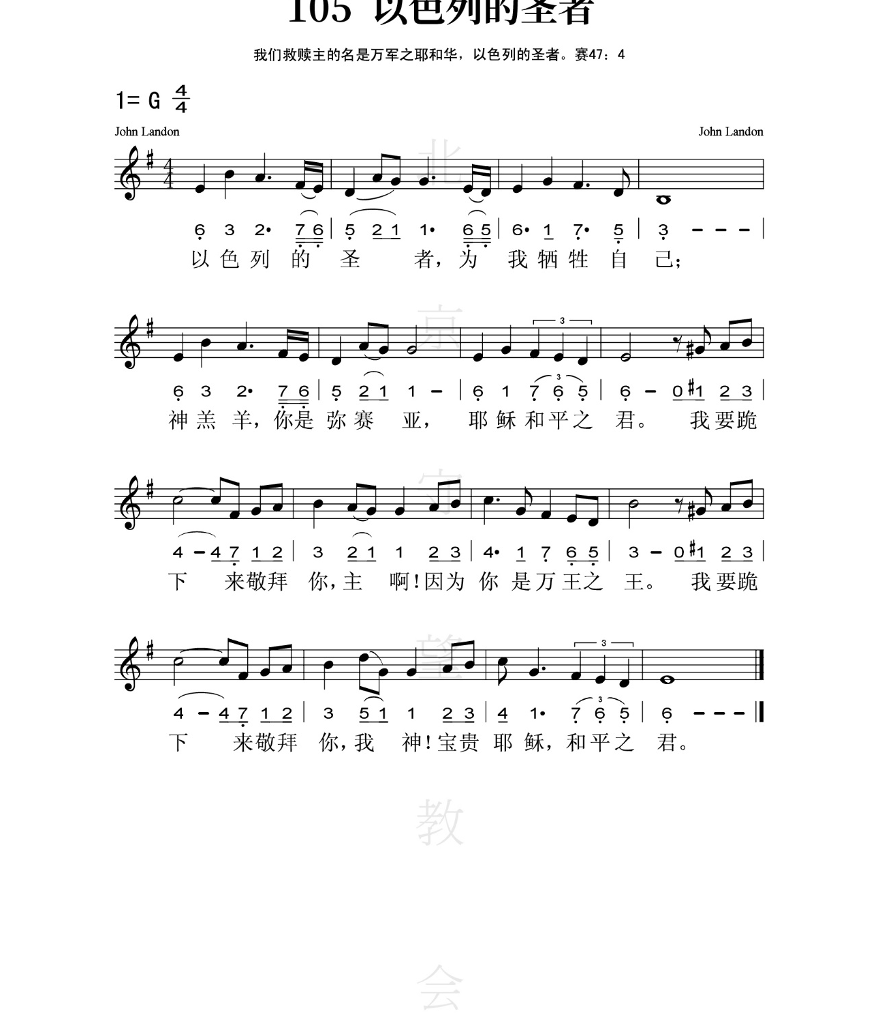 105 以色列的圣者
我们救赎主的名是万军之耶和华，以色列的圣者。赛47：4
1= G 4/4
John Landon John Landon
6 3 2· 7 6 | 5 2 1 1· 6 5 | 6· 1 7· 5 | 3 - - - |
以色列的圣者，为我牺牲自己；
6 3 2· 7 6 | 5 2 1 1 - | 6 1 7 6 5 | 6 - 0 #1 2 3 |
神羔羊，你是弥赛亚，耶稣和平之君。我要跪
4 - 4 7 1 2 | 3 2 1 1 2 3 | 4· 1 7 6 5 | 3 - 0 #1 2 3 |
下来敬拜你，主啊！因为你是万王之王。我要跪
4 - 4 7 1 2 | 3 5 1 1 2 3 | 4 1· 7 6 5 | 6 - - - ‖
下来敬拜你，我神！宝贵耶稣，和平之君。
北京守望教会